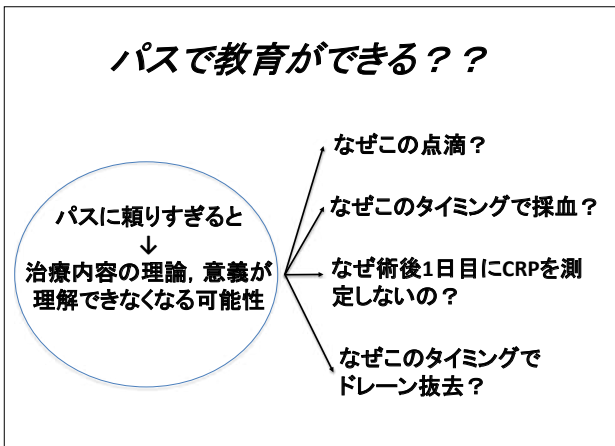 パスで教育ができる？？
パスに頼りすぎると
↓
治療内容の理論，意義が
理解できなくなる可能性
なぜこの点滴？
なぜこのタイミングで採血？
なぜ術後1日目にCRPを測
定しないの？
なぜこのタイミングで
ドレーン抜去？